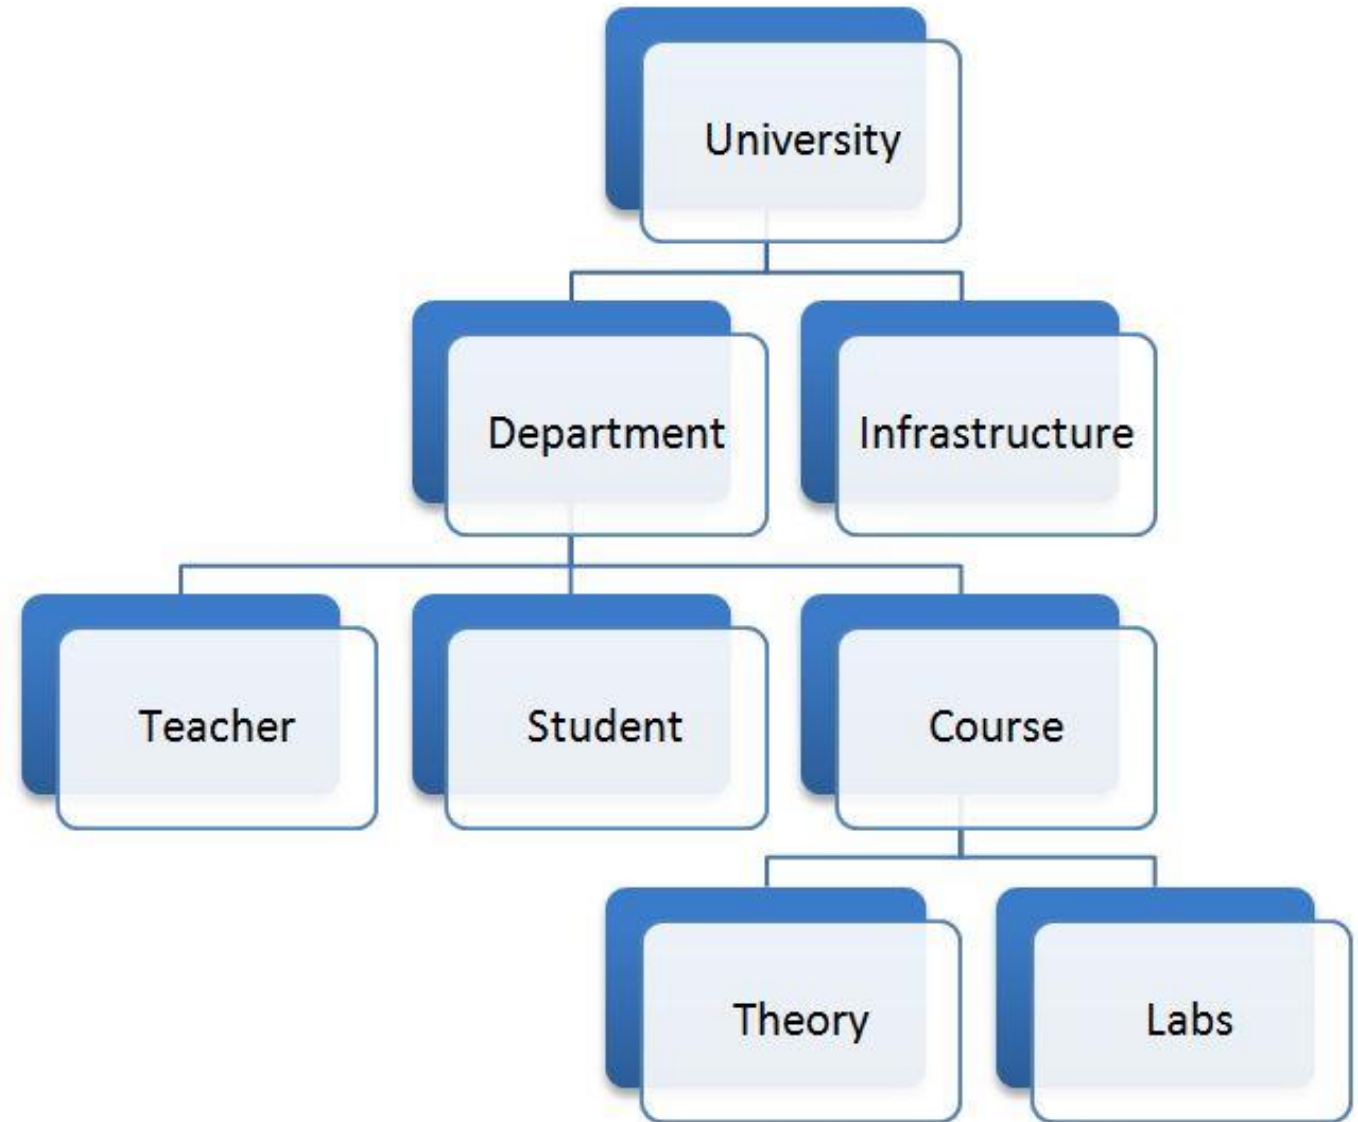 University
Department
Infrastructure
Teacher
Student
Course
Theory
Labs